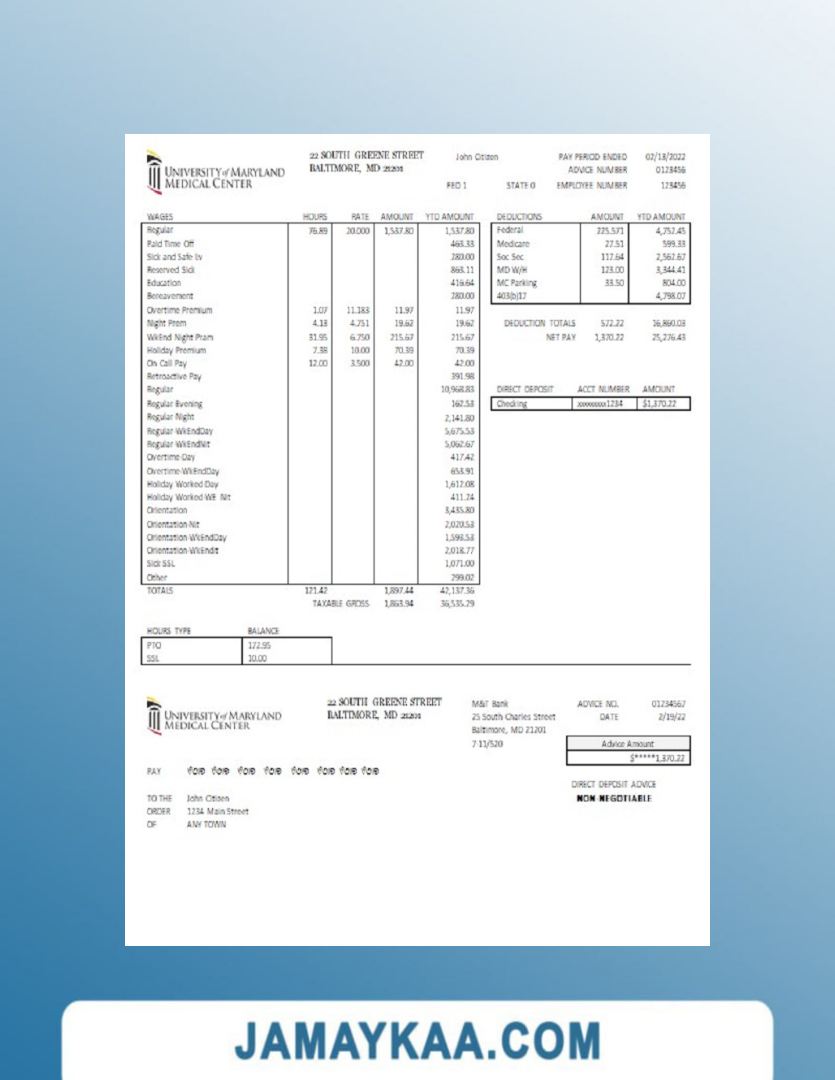 UNIVERSITY of MARYLAND
MEDICAL CENTER
22 SOUTH GREENE STREET
BALTIMORE, MD 21201
John Citizen
FED 1 STATE 0
PAY PERIOD ENDED 02/13/2022
ADVICE NUMBER 0123456
EMPLOYEE NUMBER 123456
WAGES HOURS RATE AMOUNT YTD AMOUNT
Regular 76.89 20.000 1,537.80 1,537.80
Paid Time Off 463.33
Sick and Safe Lv 280.00
Reserved Sick 863.11
Education 416.64
Bereavement 280.00
Overtime Premium 1.07 11.183 11.97 11.97
Night Prem 4.13 4.751 19.62 19.62
WkEnd Night Pram 31.95 6.750 215.67 215.67
Holiday Premium 7.38 10.00 70.39 70.39
On Call Pay 12.00 3.500 42.00 42.00
Retroactive Pay 391.98
Regular 10,968.83
Regular Evening 162.53
Regular Night 2,141.80
Regular-WkEndDay 5,675.53
Regular-WkEndNit 5,062.67
Overtime-Day 417.42
Overtime-WkEndDay 653.91
Holiday Worked-Day 1,612.08
Holiday Worked-WE Nit 411.24
Orientation 3,435.80
Orientation-Nit 2,020.53
Orientation-WkEndDay 1,593.53
Orientation-WkEndit 2,018.77
Sick SSL 1,071.00
Other 299.02
TOTALS 121.42 1,897.44 42,137.36
TAXABLE GROSS 1,863.94 36,535.29
DEDUCTIONS AMOUNT YTD AMOUNT
Federal 225.571 4,752.45
Medicare 27.51 599.33
Soc Sec 117.64 2,562.67
MD W/H 123.00 3,344.41
MC Parking 33.50 804.00
403(b)17 4,798.07
DEDUCTION TOTALS 572.22 16,860.03
NET PAY 1,370.22 25,276.43
DIRECT DEPOSIT ACCT NUMBER AMOUNT
Checking xxxxxxxxx1234 $1,370.22
HOURS TYPE BALANCE
PTO 172.95
SSL 10.00
UNIVERSITY of MARYLAND
MEDICAL CENTER
22 SOUTH GREENE STREET
BALTIMORE, MD 21201
M&T Bank
25 South Charles Street
Baltimore, MD 21201
7-11/520
ADVICE NO. 01234567
DATE 2/19/22
Advice Amount
$*****1,370.22
PAY
DIRECT DEPOSIT ADVICE
NON-NEGOTIABLE
TO THE John Citizen
ORDER 1234 Main Street
OF ANY TOWN
JAMAYKAA.COM